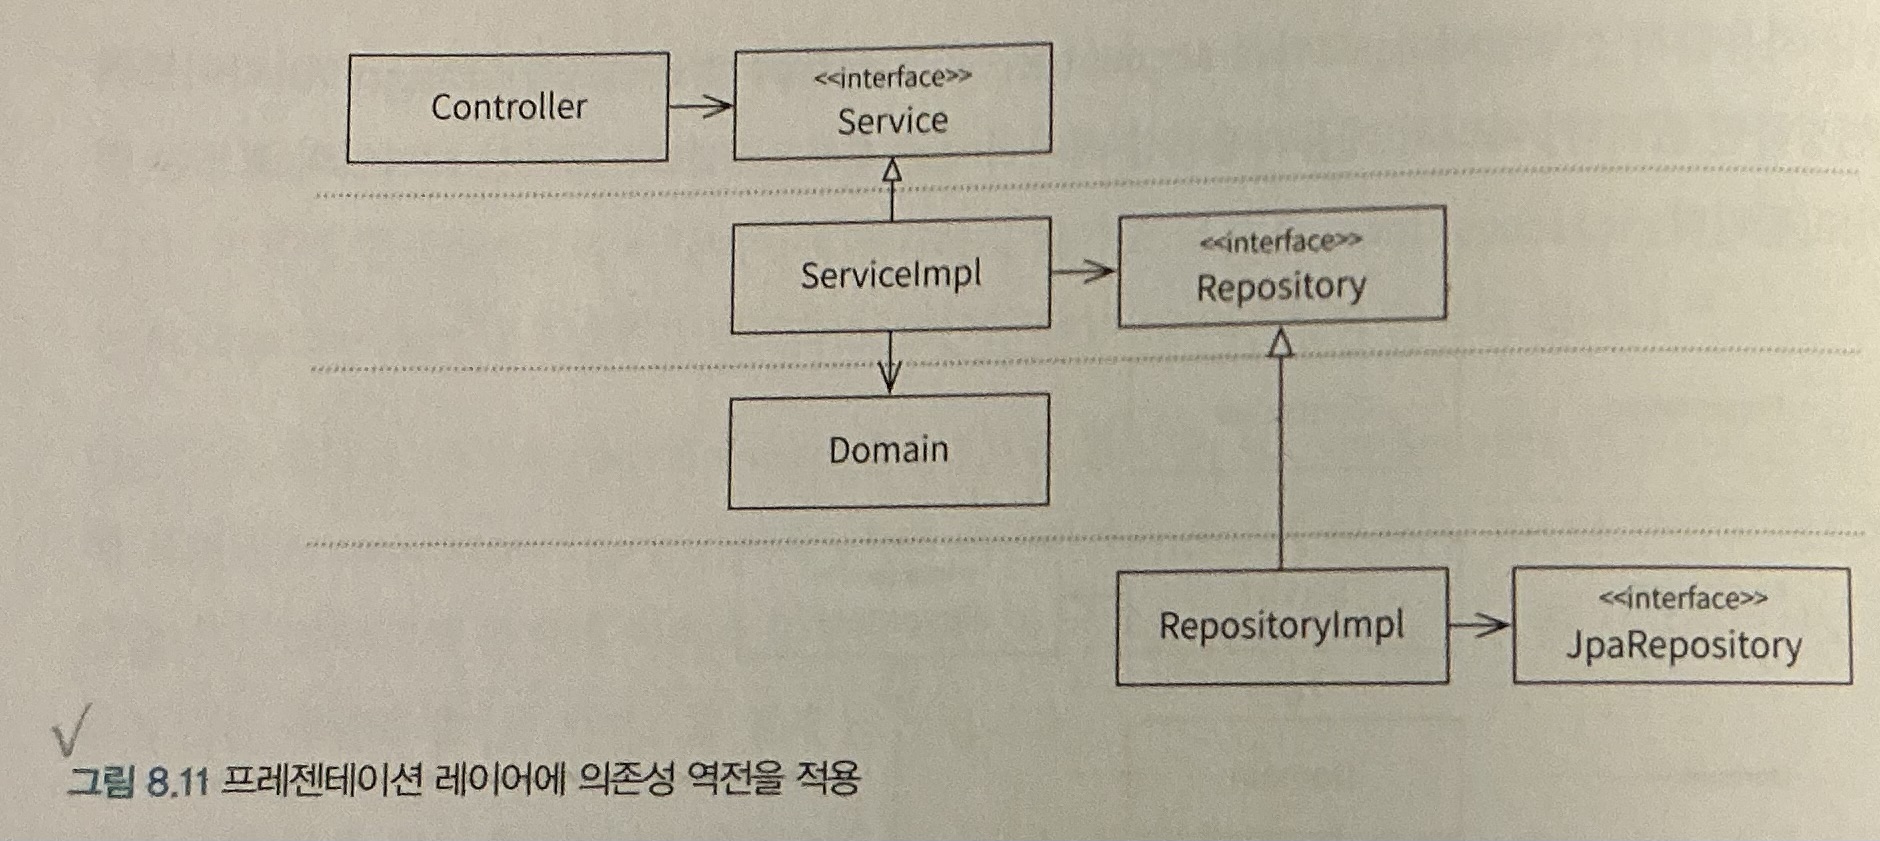 Controller
<<interface>>
Service
ServiceImpl
<<interface>>
Repository
Domain
RepositoryImpl
<<interface>>
JpaRepository
그림 8.11 프레젠테이션 레이어에 의존성 역전을 적용